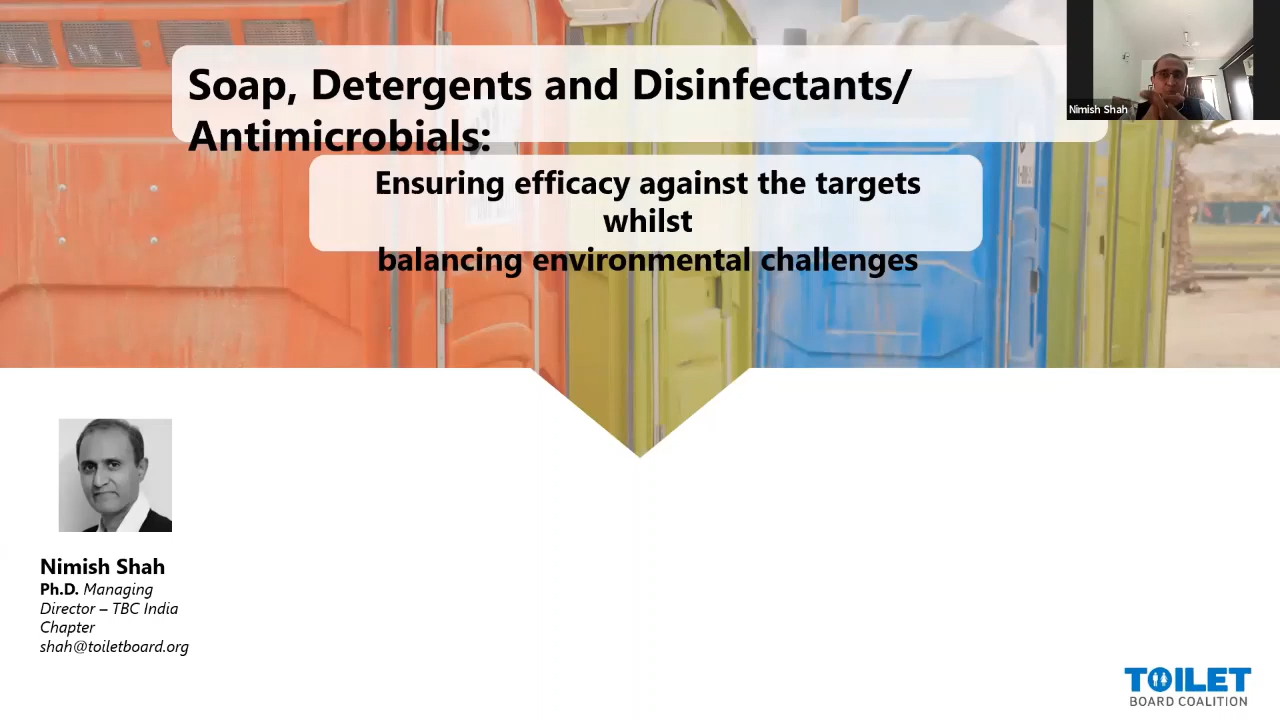 Soap, Detergents and Disinfectants/
Antimicrobials:
Nimish Shah
Ensuring efficacy against the targets
whilst
balancing environmental challenges
Nimish Shah
Ph.D. Managing
Director – TBC India
Chapter
shah@toiletboard.org
TOILET
BOARD COALITION